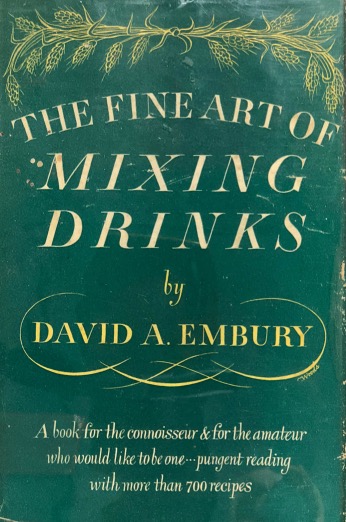 THE FINE ART OF
MIXING
DRINKS
by
DAVID A. EMBURY
A book for the connoisseur & for the amateur
who would like to be one···pungent reading
with more than 700 recipes